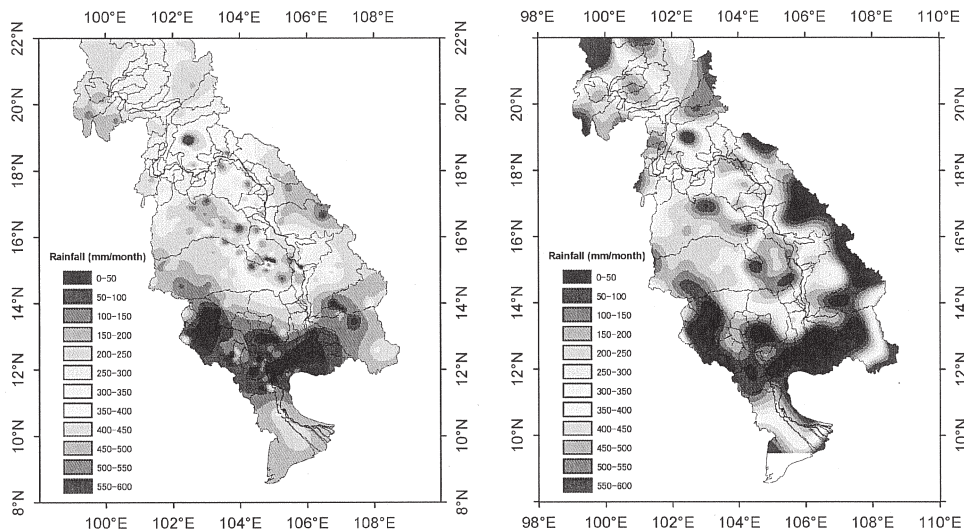 100°E 102°E 104°E 106°E 108°E
22°N
20°N
18°N
16°N
14°N
12°N
10°N
8°N
22°N
20°N
18°N
16°N
14°N
12°N
10°N
8°N
Rainfall (mm/month)
0-50
50-100
100-150
150-200
200-250
250-300
300-350
350-400
400-450
450-500
500-550
550-600
100°E 102°E 104°E 106°E 108°E
98°E 100°E 102°E 104°E 106°E 108°E 110°E
20°N
18°N
16°N
14°N
12°N
10°N
20°N
18°N
16°N
14°N
12°N
10°N
Rainfall (mm/month)
0-50
50-100
100-150
150-200
200-250
250-300
300-350
350-400
400-450
450-500
500-550
550-600
98°E 100°E 102°E 104°E 106°E 108°E 110°E